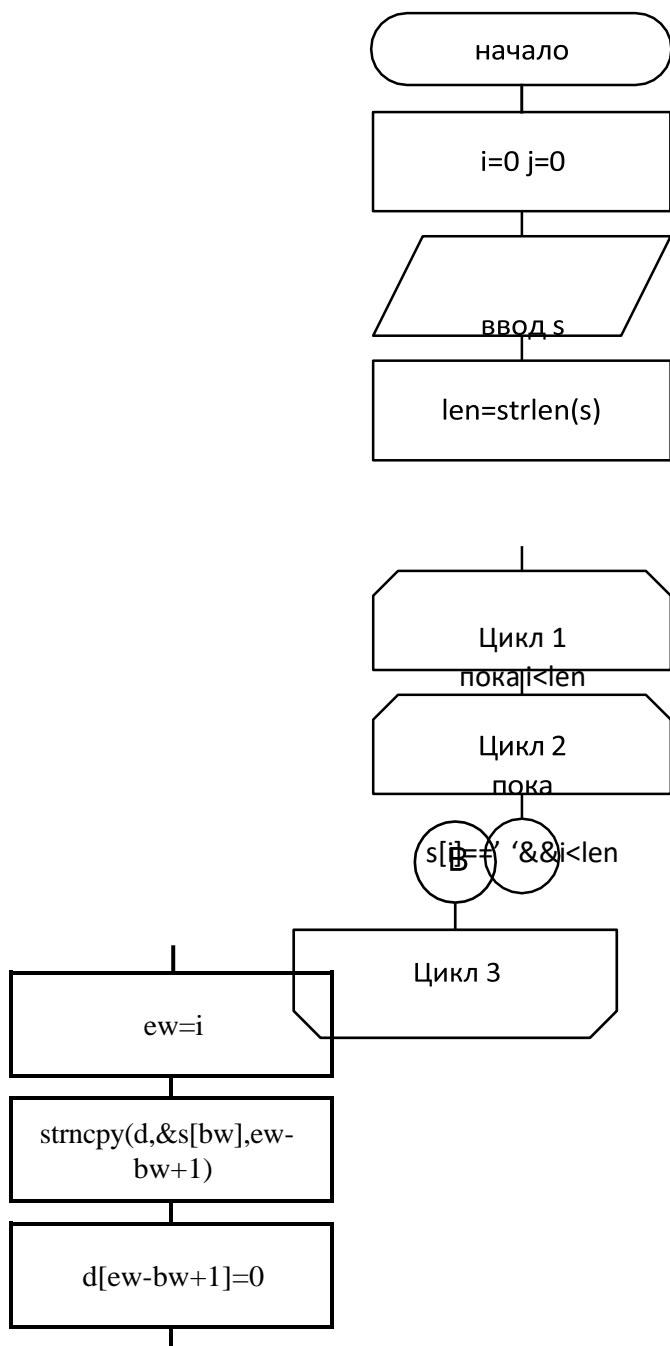 начало
i=0 j=0
ввод s
len=strlen(s)
Цикл 1
пока i<len
Цикл 2
пока
s[i]==’ ‘&&i<len
В
Цикл 3
ew=i
strncpy(d,&s[bw],ew-
bw+1)
d[ew-bw+1]=0